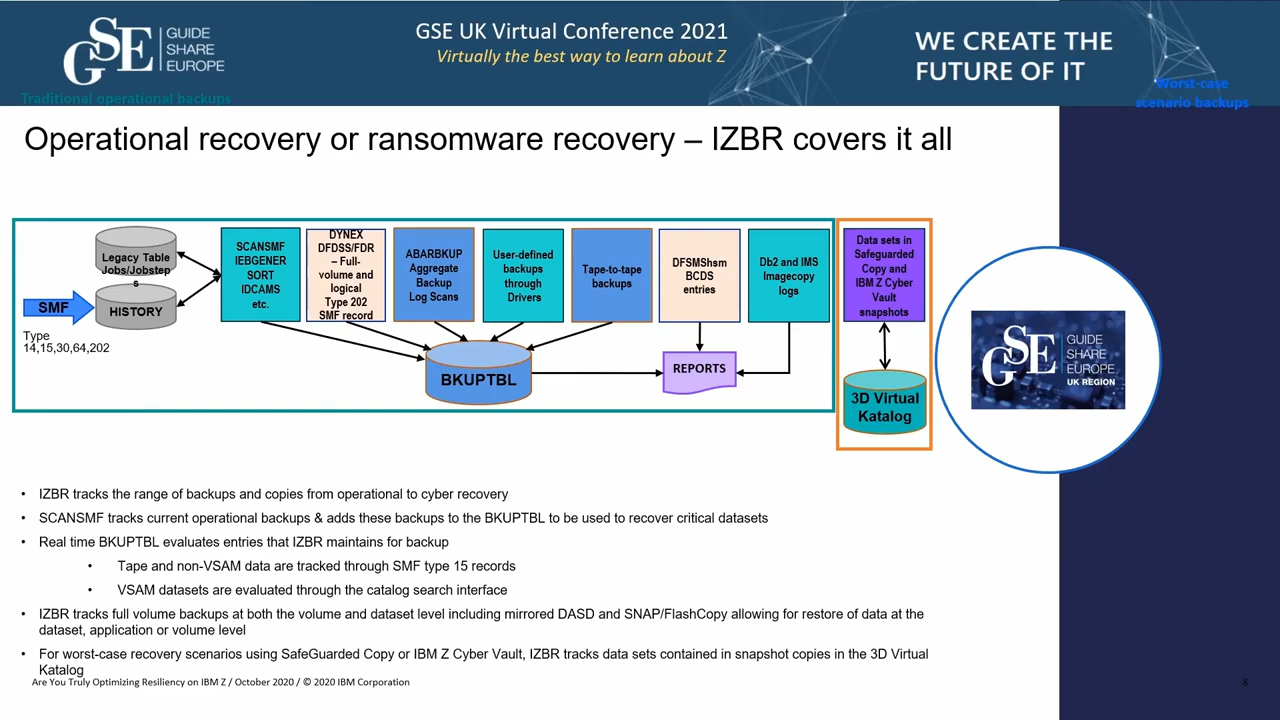 GSE
GUIDE
SHARE
EUROPE
GSE UK Virtual Conference 2021
Virtually the best way to learn about Z
WE CREATE THE
FUTURE OF IT
Traditional operational backups
Worst-case
scenario backups
Operational recovery or ransomware recovery – IZBR covers it all
SMF
Type
14,15,30,64,202
Legacy Table
Jobs/Jobstep
s
HISTORY
SCANSMF
IEBGENER
SORT
IDCAMS
etc.
DYNEX
DFDSS/FDR
– Full-
volume and
logical
Type 202
SMF record
ABARBKUP
Aggregate
Backup
Log Scans
User-defined
backups
through
Drivers
Tape-to-tape
backups
DFSMShsm
BCDS
entries
Db2 and IMS
Imagecopy
logs
Data sets in
Safeguarded
Copy and
IBM Z Cyber
Vault
snapshots
BKUPTBL
REPORTS
3D Virtual
Katalog
GSE
GUIDE
SHARE
EUROPE
UK REGION
• IZBR tracks the range of backups and copies from operational to cyber recovery
• SCANSMF tracks current operational backups & adds these backups to the BKUPTBL to be used to recover critical datasets
• Real time BKUPTBL evaluates entries that IZBR maintains for backup
• Tape and non-VSAM data are tracked through SMF type 15 records
• VSAM datasets are evaluated through the catalog search interface
• IZBR tracks full volume backups at both the volume and dataset level including mirrored DASD and SNAP/FlashCopy allowing for restore of data at the
dataset, application or volume level
• For worst-case recovery scenarios using SafeGuarded Copy or IBM Z Cyber Vault, IZBR tracks data sets contained in snapshot copies in the 3D Virtual
Katalog
Are You Truly Optimizing Resiliency on IBM Z / October 2020 / © 2020 IBM Corporation
8